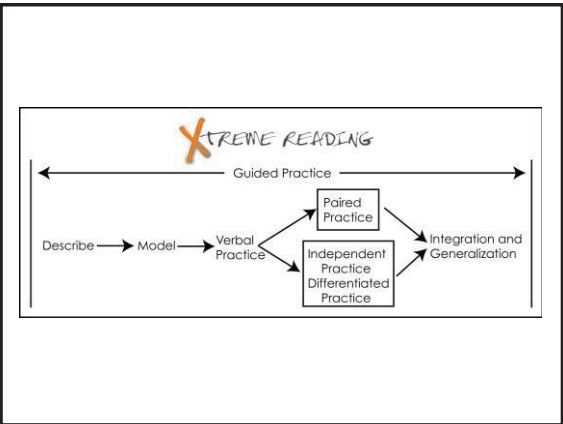 XTREME READING
Guided Practice
Paired
Practice
Describe
Model
Verbal
Practice
Independent
Practice
Differentiated
Practice
Integration and
Generalization